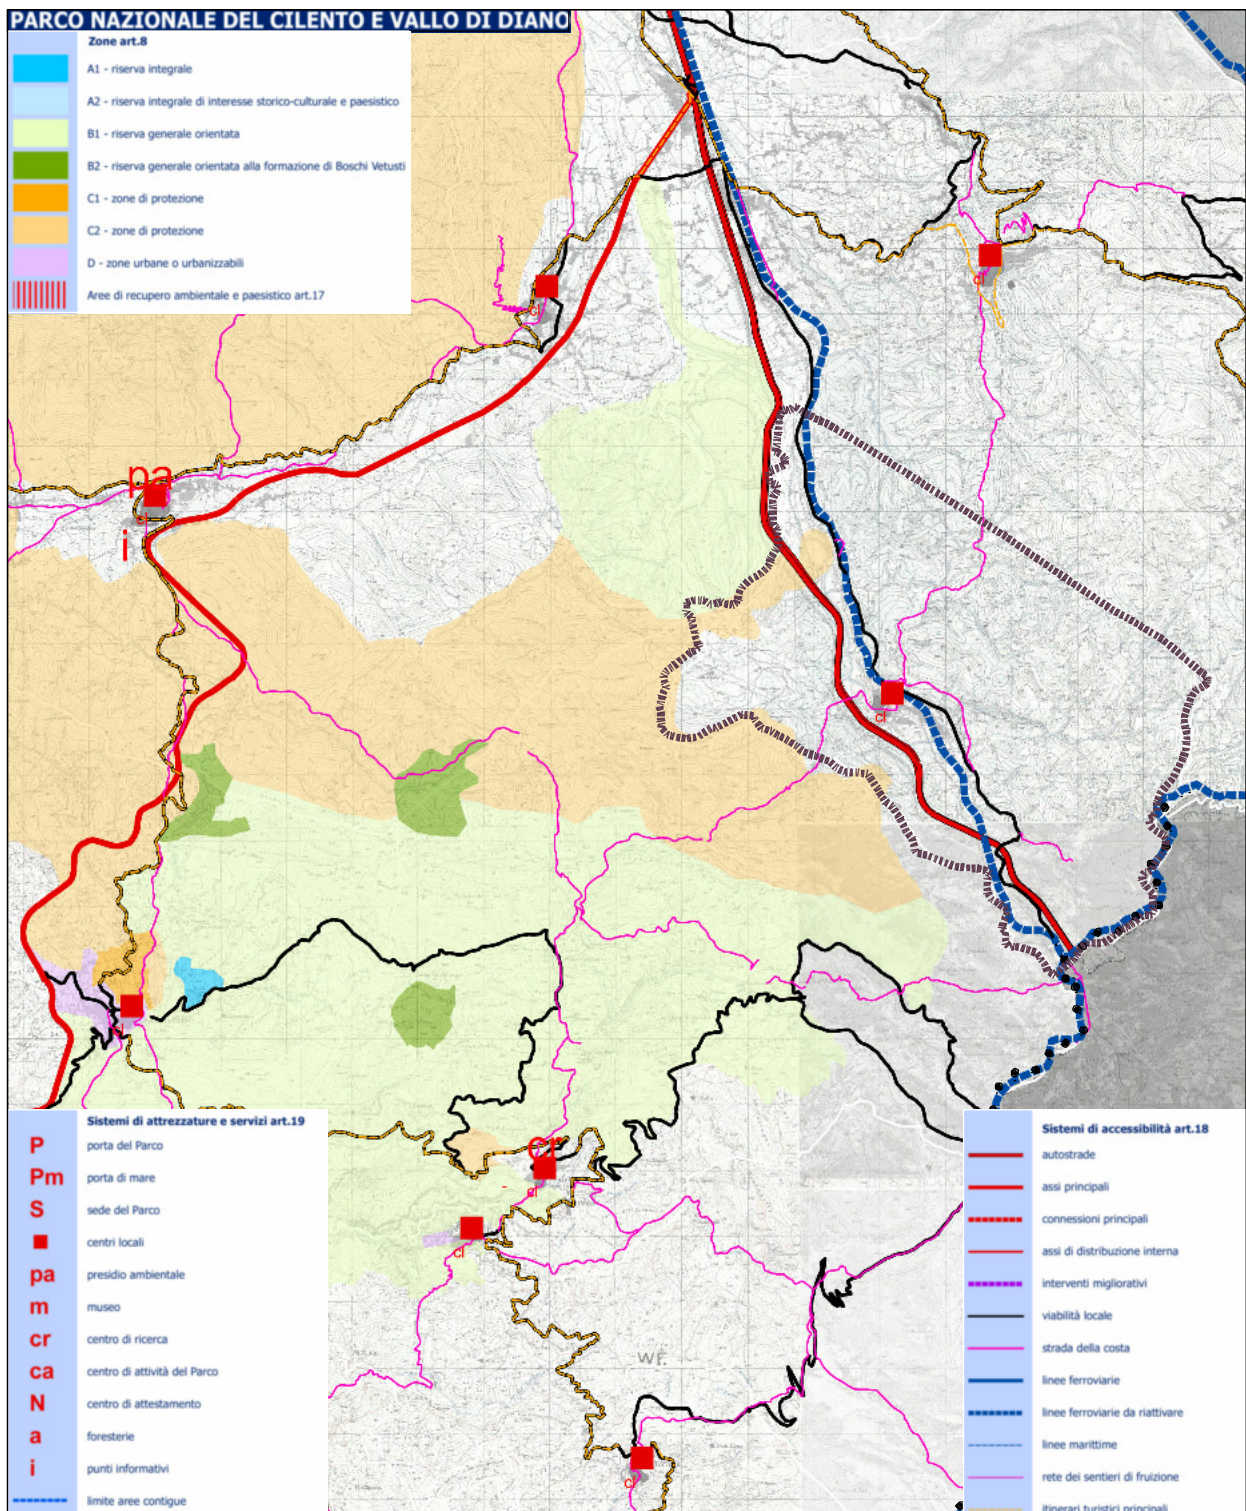 PARCO NAZIONALE DEL CILENTO E VALLO DI DIANO
Zone art.8
A1 - riserva integrale
A2 - riserva integrale di interesse storico-culturale e paesistico
B1 - riserva generale orientata
B2 - riserva generale orientata alla formazione di Boschi Vetusti
C1 - zone di protezione
C2 - zone di protezione
D - zone urbane o urbanizzabili
Aree di recupero ambientale e paesistico art.17
cl
cl
pa
cl
i
cl
cl
cr
cl
cl
W.F.
cl
Sistemi di attrezzature e servizi art.19
P porta del Parco
Pm porta di mare
S sede del Parco
centri locali
pa presidio ambientale
m museo
cr centro di ricerca
ca centro di attività del Parco
N centro di attestamento
a foresterie
i punti informativi
limite aree contigue
Sistemi di accessibilità art.18
autostrade
assi principali
connessioni principali
assi di distribuzione interna
interventi migliorativi
viabilità locale
strada della costa
linee ferroviarie
linee ferroviarie da riattivare
linee marittime
rete dei sentieri di fruizione
itinerari turistici principali